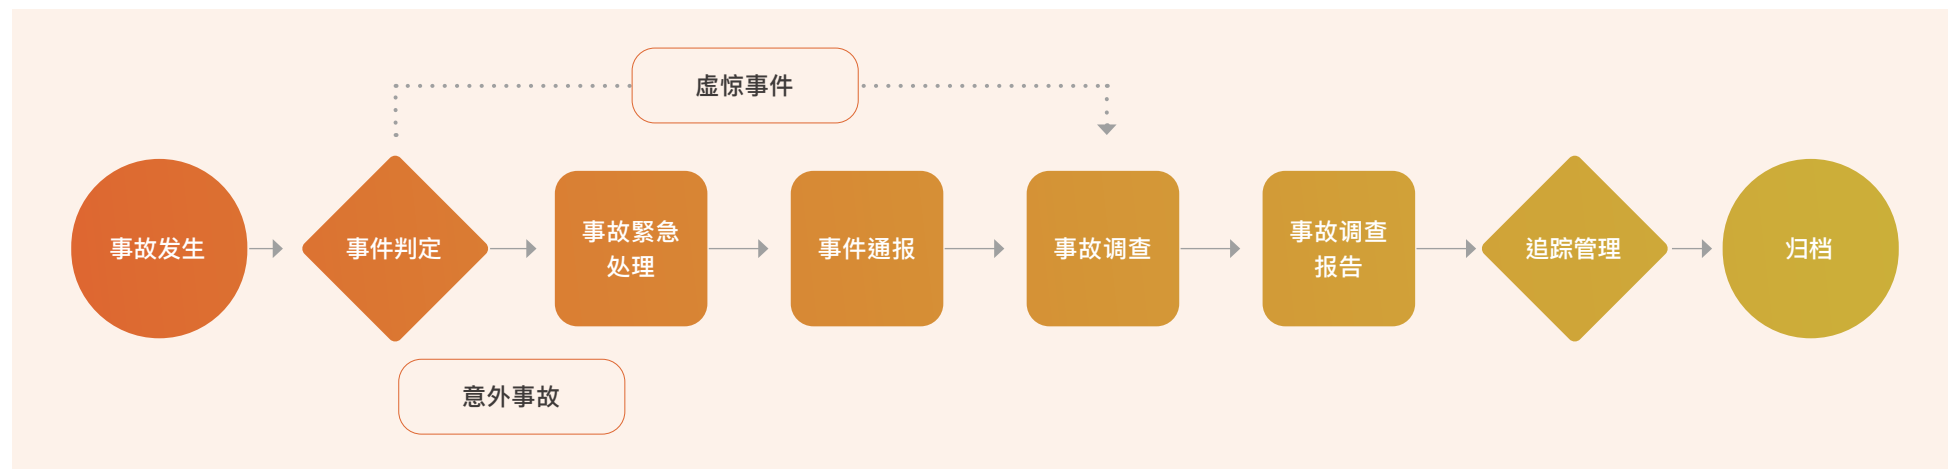 虚惊事件
事故发生
事件判定
事故緊急
处理
事件通报
事故调查
事故调查
报告
追踪管理
归档
意外事故